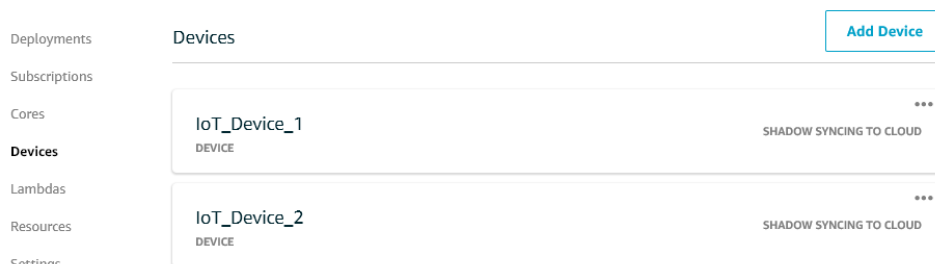 Deployments
Subscriptions
Cores
Devices
Lambdas
Resources
Settings
Devices
Add Device
IoT_Device_1
DEVICE
SHADOW SYNCING TO CLOUD
IoT_Device_2
DEVICE
SHADOW SYNCING TO CLOUD